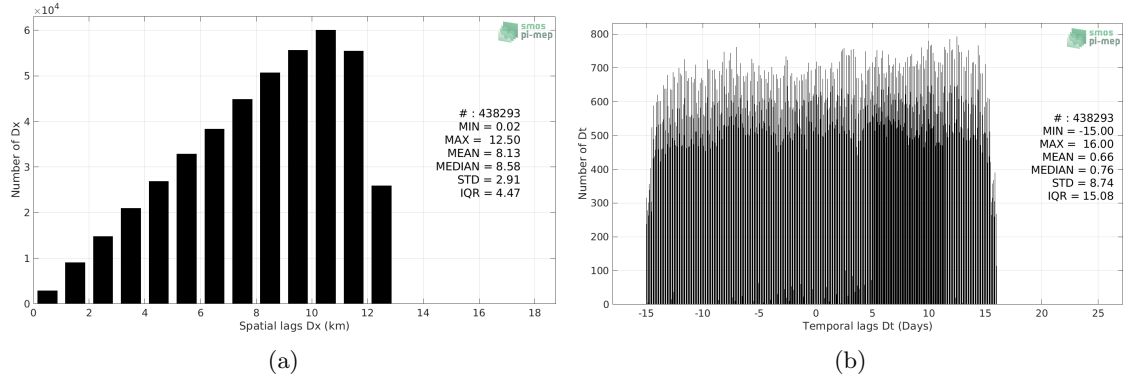 ×10⁴
6
5
4
3
2
1
0
Number of Dx
0 2 4 6 8 10 12 14 16 18
Spatial lags Dx (km)
smos
pi-mep
# : 438293
MIN = 0.02
MAX = 12.50
MEAN = 8.13
MEDIAN = 8.58
STD = 2.91
IQR = 4.47
(a)
800
700
600
500
400
300
200
100
0
Number of Dt
-15 -10 -5 0 5 10 15 20 25
Temporal lags Dt (Days)
smos
pi-mep
# : 438293
MIN = -15.00
MAX = 16.00
MEAN = 0.66
MEDIAN = 0.76
STD = 8.74
IQR = 15.08
(b)